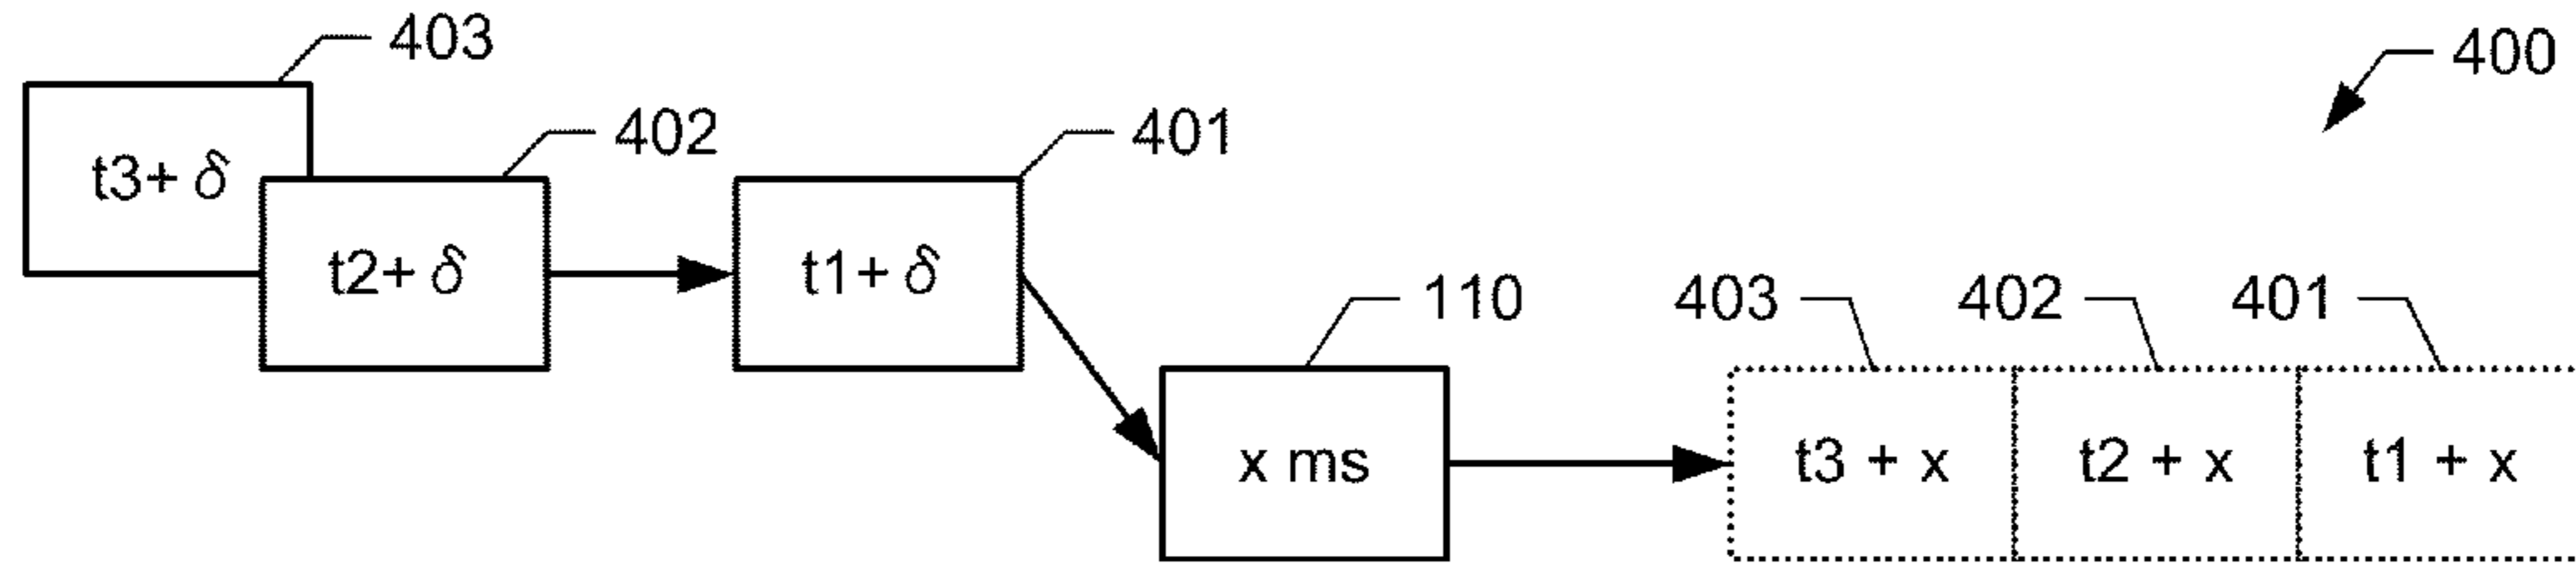 403
400
402
401
t3+ δ
t2+ δ
t1+ δ
110
403
402
401
x ms
t3 + x
t2 + x
t1 + x